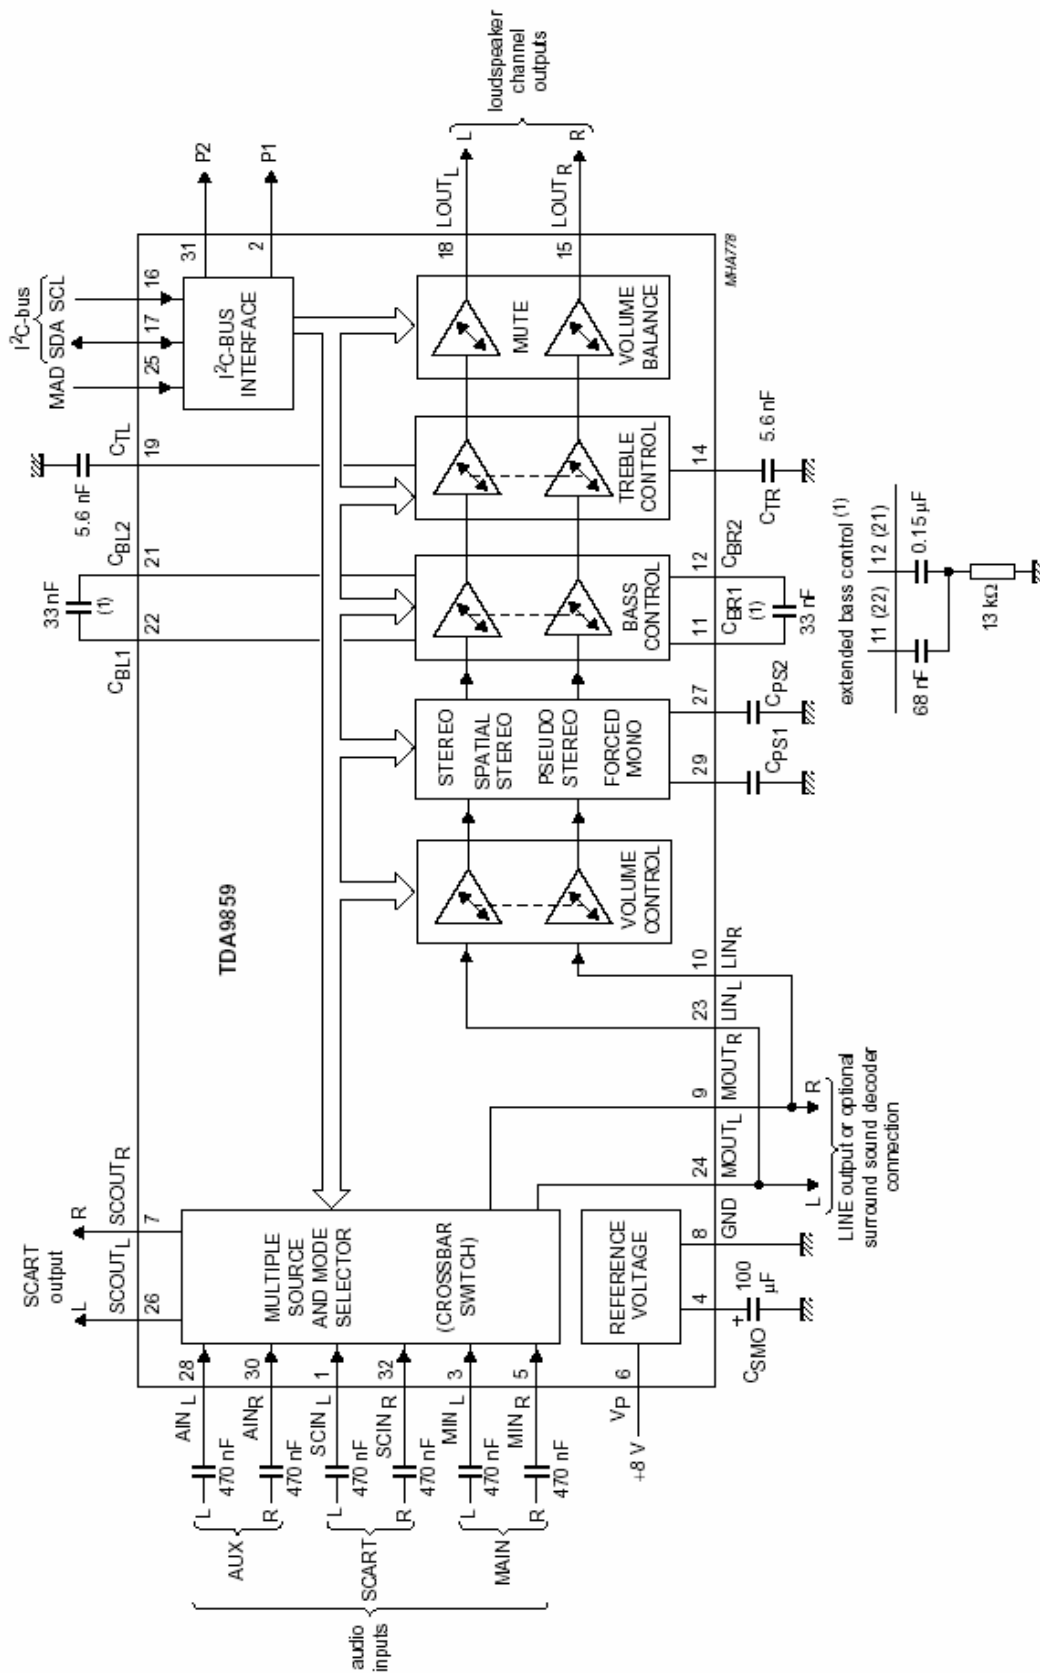 I²C-bus
MAD SDA SCL
25 17 16
5.6 nF
CTL
19
33 nF
(1)
CBL1 CBL2
22 21
SCART
output
L R
SCOUTL SCOUTR
26 7
I²C-BUS
INTERFACE
31
P2
2
P1
TDA9859
audio
inputs
AUX
L 470 nF AINL 28
R 470 nF AINR 30
SCART
L 470 nF SCINL 1
R 470 nF SCINR 32
MAIN
L 470 nF MINL 3
R 470 nF MINR 5
MULTIPLE
SOURCE
AND MODE
SELECTOR
(CROSSBAR
SWITCH)
VOLUME
CONTROL
STEREO
SPATIAL
STEREO
PSEUDO
STEREO
FORCED
MONO
BASS
CONTROL
TREBLE
CONTROL
MUTE
VOLUME
BALANCE
18
LOUTL
L
15
LOUTR
R
loudspeaker
channel
outputs
+8 V
VP 6
REFERENCE
VOLTAGE
4 8
GND
CSMO
+
100
µF
24 9 23 10
MOUTL MOUTR LINL LINR
L R
LINE output or optional
surround sound decoder
connection
29 27
CPS1 CPS2
11 12
CBR1 CBR2
(1)
33 nF
14
CTR
5.6 nF
MHA778
extended bass control (1)
11 (22) 12 (21)
68 nF 0.15 µF
13 kΩ